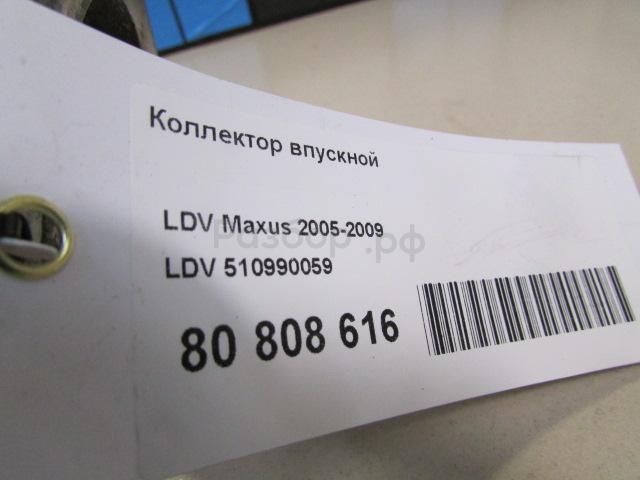 Коллектор впускной
LDV Maxus 2005-2009
Разбор.рф
LDV 510990059
80 808 616